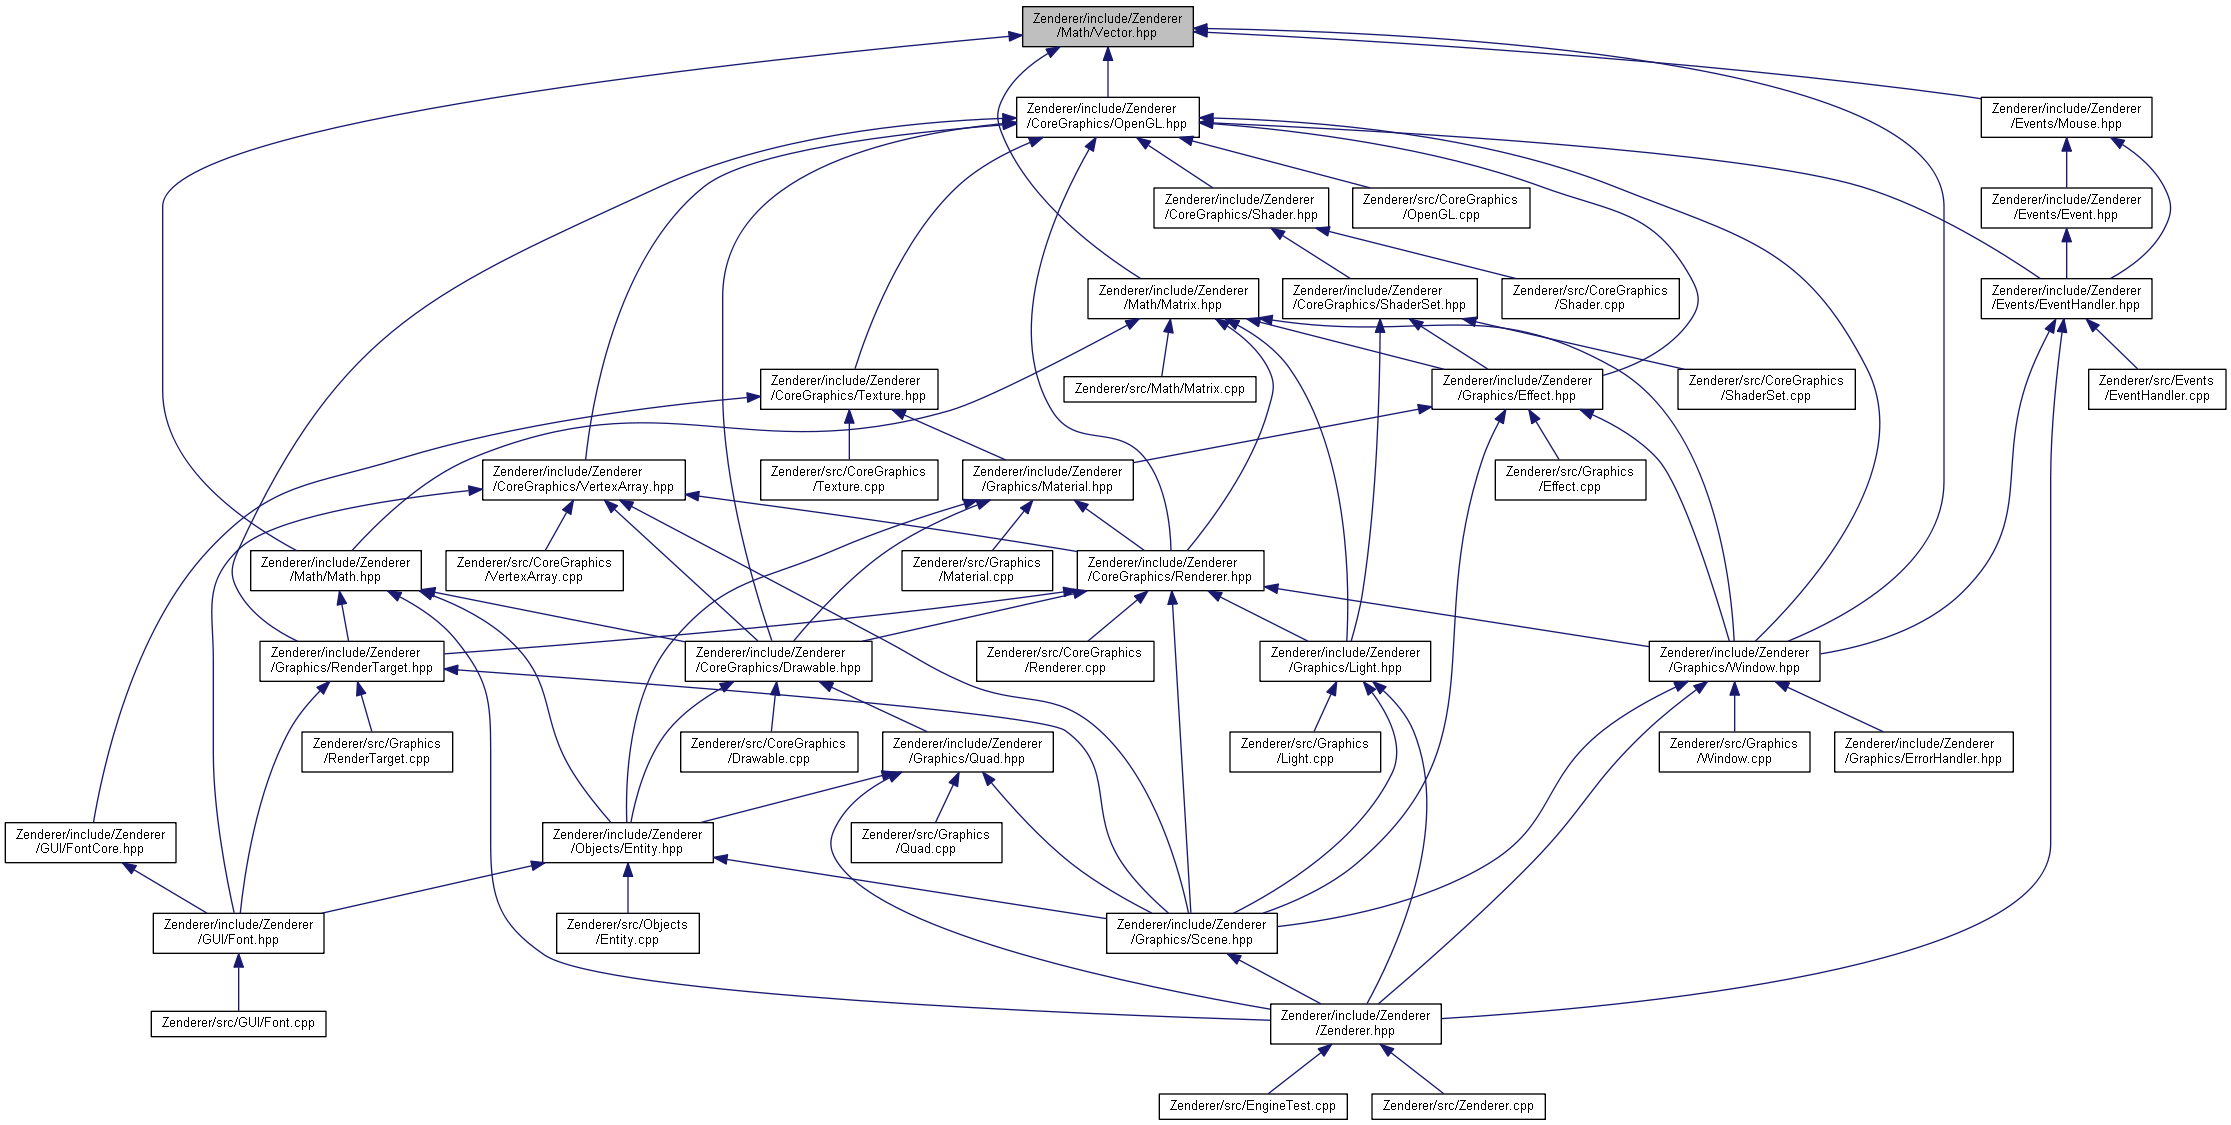 Zenderer/include/Zenderer
/Math/Vector.hpp
Zenderer/include/Zenderer
/CoreGraphics/OpenGL.hpp
Zenderer/include/Zenderer
/Events/Mouse.hpp
Zenderer/include/Zenderer
/CoreGraphics/Shader.hpp
Zenderer/src/CoreGraphics
/OpenGL.cpp
Zenderer/include/Zenderer
/Events/Event.hpp
Zenderer/include/Zenderer
/Math/Matrix.hpp
Zenderer/include/Zenderer
/CoreGraphics/ShaderSet.hpp
Zenderer/src/CoreGraphics
/Shader.cpp
Zenderer/include/Zenderer
/Events/EventHandler.hpp
Zenderer/include/Zenderer
/CoreGraphics/Texture.hpp
Zenderer/src/Math/Matrix.cpp
Zenderer/include/Zenderer
/Graphics/Effect.hpp
Zenderer/src/CoreGraphics
/ShaderSet.cpp
Zenderer/src/Events
/EventHandler.cpp
Zenderer/include/Zenderer
/CoreGraphics/VertexArray.hpp
Zenderer/src/CoreGraphics
/Texture.cpp
Zenderer/include/Zenderer
/Graphics/Material.hpp
Zenderer/src/Graphics
/Effect.cpp
Zenderer/include/Zenderer
/Math/Math.hpp
Zenderer/src/CoreGraphics
/VertexArray.cpp
Zenderer/src/Graphics
/Material.cpp
Zenderer/include/Zenderer
/CoreGraphics/Renderer.hpp
Zenderer/include/Zenderer
/Graphics/RenderTarget.hpp
Zenderer/include/Zenderer
/CoreGraphics/Drawable.hpp
Zenderer/src/CoreGraphics
/Renderer.cpp
Zenderer/include/Zenderer
/Graphics/Light.hpp
Zenderer/include/Zenderer
/Graphics/Window.hpp
Zenderer/src/Graphics
/RenderTarget.cpp
Zenderer/src/CoreGraphics
/Drawable.cpp
Zenderer/include/Zenderer
/Graphics/Quad.hpp
Zenderer/src/Graphics
/Light.cpp
Zenderer/src/Graphics
/Window.cpp
Zenderer/include/Zenderer
/Graphics/ErrorHandler.hpp
Zenderer/include/Zenderer
/GUI/FontCore.hpp
Zenderer/include/Zenderer
/Objects/Entity.hpp
Zenderer/src/Graphics
/Quad.cpp
Zenderer/include/Zenderer
/GUI/Font.hpp
Zenderer/src/Objects
/Entity.cpp
Zenderer/include/Zenderer
/Graphics/Scene.hpp
Zenderer/src/GUI/Font.cpp
Zenderer/include/Zenderer
/Zenderer.hpp
Zenderer/src/EngineTest.cpp
Zenderer/src/Zenderer.cpp